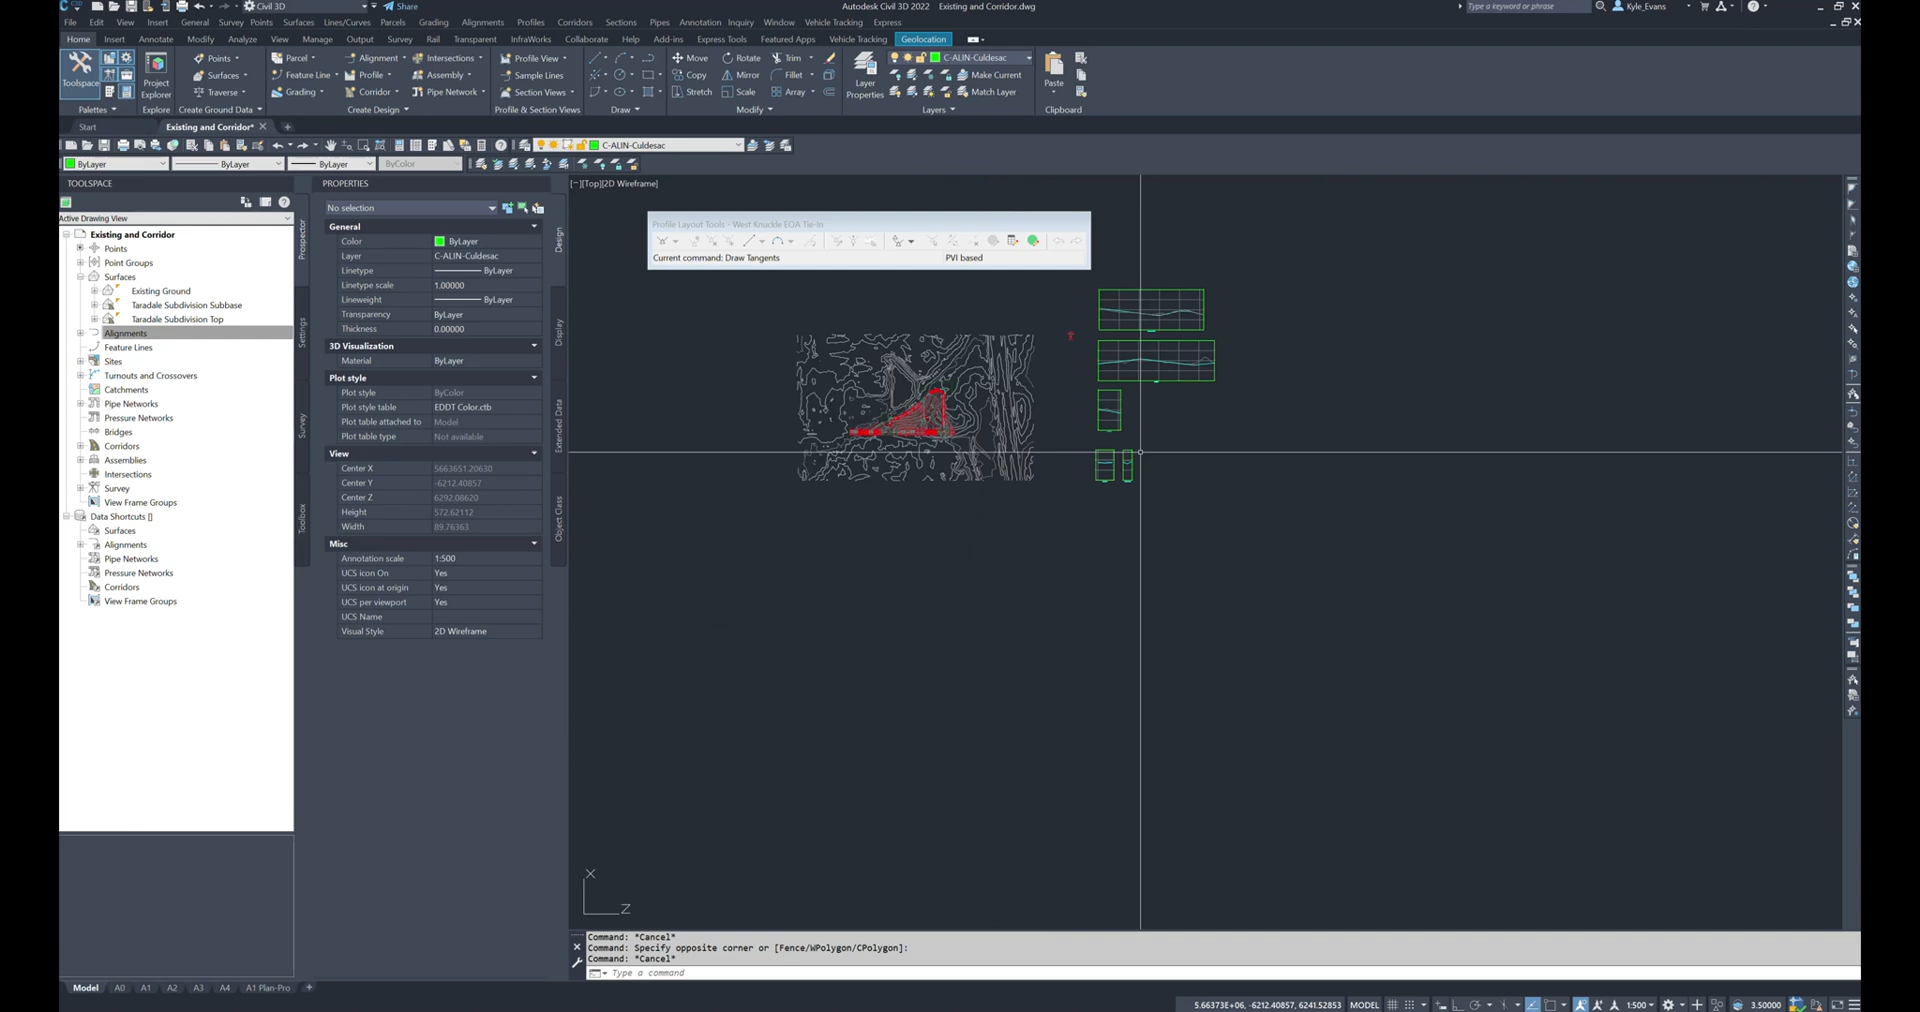 Civil 3D
Share
Autodesk Civil 3D 2022 Existing and Corridor.dwg
Type a keyword or phrase
Kyle_Evans
File Edit View Insert General Survey Points Surfaces Lines/Curves Parcels Grading Alignments Profiles Corridors Sections Pipes Annotation Inquiry Window Vehicle Tracking Express
Home Insert Annotate Modify Analyze View Manage Output Survey Rail Transparent InfraWorks Collaborate Help Add-ins Express Tools Featured Apps Vehicle Tracking Geolocation
Points Parcel Alignment Intersections Profile View Move Rotate Trim C-ALIN-Culdesac
Toolspace Project Explorer Surfaces Feature Line Profile Assembly Sample Lines Copy Mirror Fillet Layer Properties Make Current Paste
Traverse Grading Corridor Pipe Network Section Views Stretch Scale Array Match Layer
Palettes Explore Create Ground Data Create Design Profile & Section Views Draw Modify Layers Clipboard
Start Existing and Corridor*
C-ALIN-Culdesac
ByLayer ByLayer ByLayer ByColor
TOOLSPACE
Active Drawing View
Existing and Corridor
Points
Point Groups
Surfaces
Existing Ground
Taradale Subdivision Subbase
Taradale Subdivision Top
Alignments
Feature Lines
Sites
Turnouts and Crossovers
Catchments
Pipe Networks
Pressure Networks
Bridges
Corridors
Assemblies
Intersections
Survey
View Frame Groups
Data Shortcuts []
Surfaces
Alignments
Pipe Networks
Pressure Networks
Corridors
View Frame Groups
Prospector
Settings
Survey
Toolbox
PROPERTIES
No selection
General
Color ByLayer
Layer C-ALIN-Culdesac
Linetype ByLayer
Linetype scale 1.00000
Lineweight ByLayer
Transparency ByLayer
Thickness 0.00000
3D Visualization
Material ByLayer
Plot style
Plot style ByColor
Plot style table EDDT Color.ctb
Plot table attached to Model
Plot table type Not available
View
Center X 5663651.20630
Center Y -6212.40857
Center Z 6292.08620
Height 572.62112
Width 89.76363
Misc
Annotation scale 1:500
UCS icon On Yes
UCS icon at origin Yes
UCS per viewport Yes
UCS Name
Visual Style 2D Wireframe
Design
Display
Extended Data
Object Class
[−][Top][2D Wireframe]
Profile Layout Tools - West Knuckle EOA Tie-In
Current command: Draw Tangents PVI based
X
Z
Command: *Cancel*
Command: Specify opposite corner or [Fence/WPolygon/CPolygon]:
Command: *Cancel*
Type a command
Model A0 A1 A2 A3 A4 A1 Plan-Pro
5.66373E+06, -6212.40857, 6241.52853 MODEL 1:500 3.50000